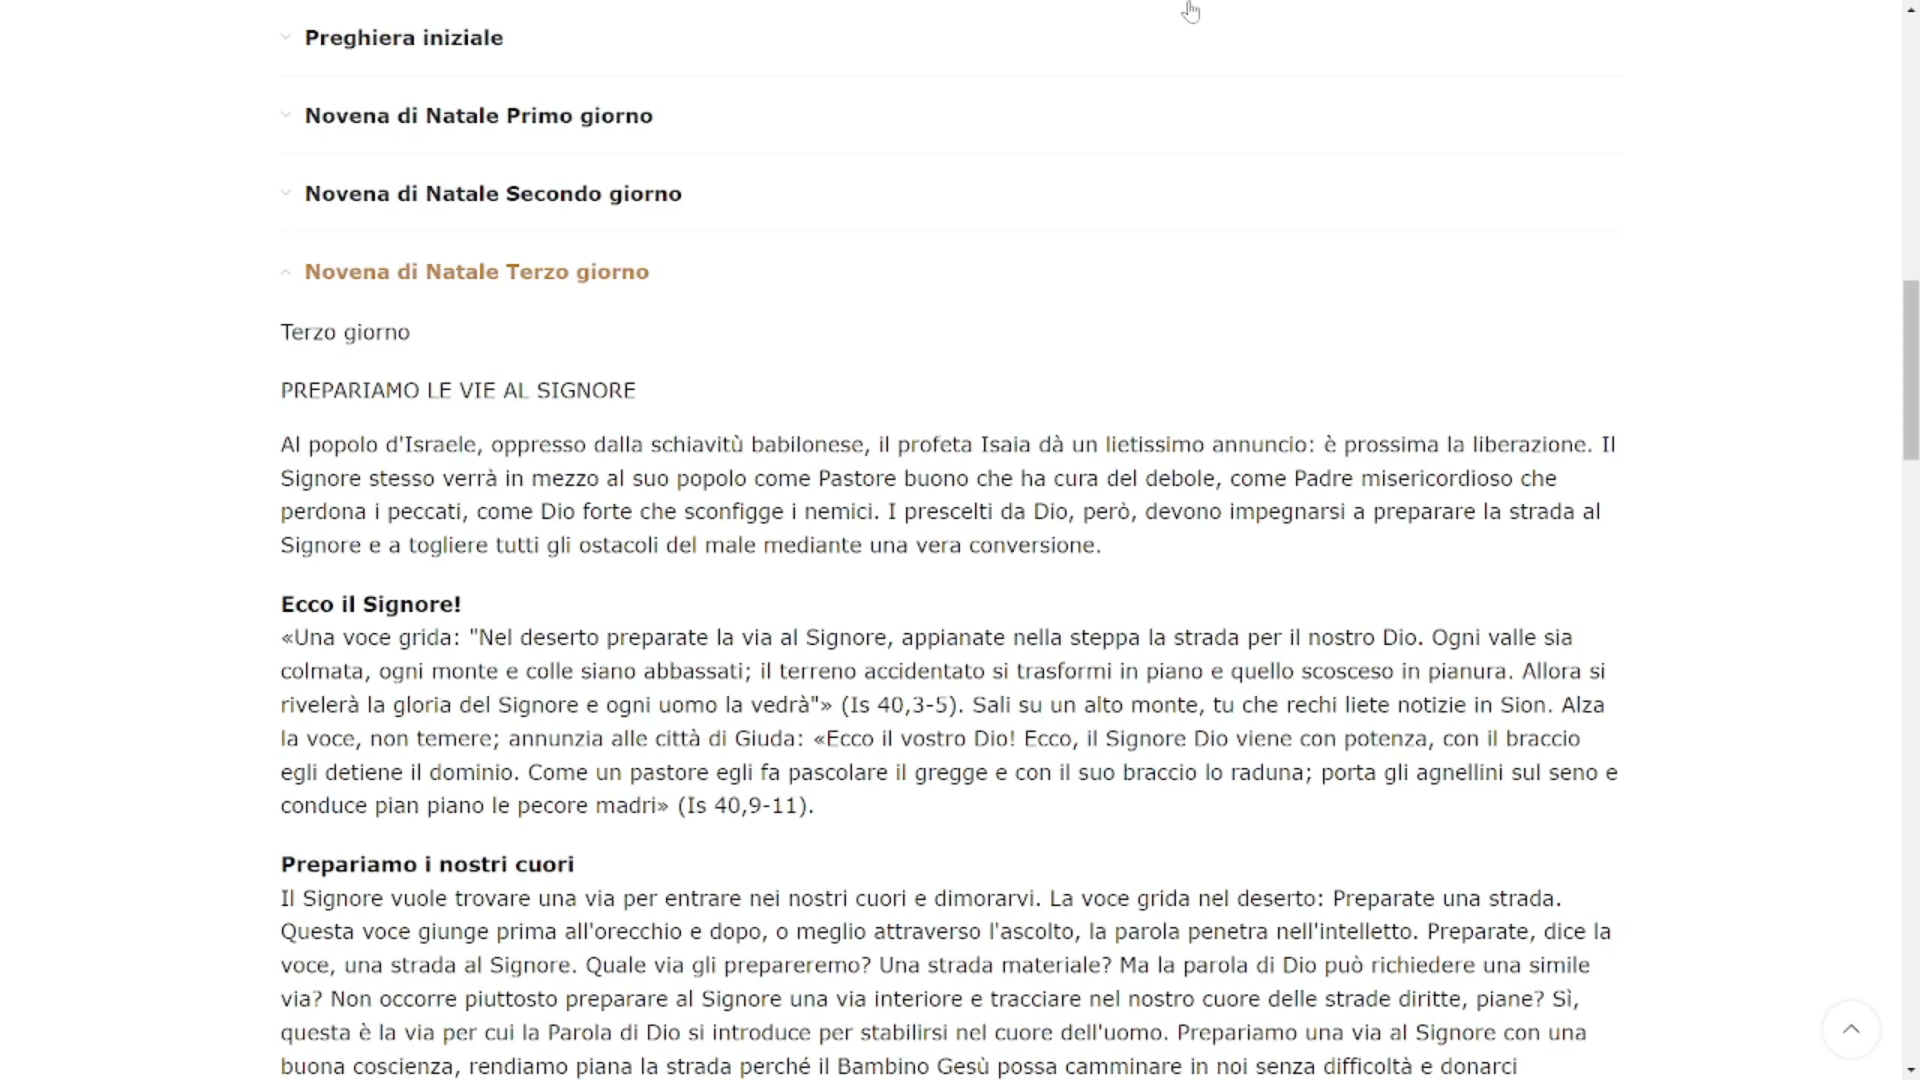 Preghiera iniziale
Novena di Natale Primo giorno
Novena di Natale Secondo giorno
Novena di Natale Terzo giorno
Terzo giorno
PREPARIAMO LE VIE AL SIGNORE
Al popolo d'Israele, oppresso dalla schiavitù babilonese, il profeta Isaia dà un lietissimo annuncio: è prossima la liberazione. Il
Signore stesso verrà in mezzo al suo popolo come Pastore buono che ha cura del debole, come Padre misericordioso che
perdona i peccati, come Dio forte che sconfigge i nemici. I prescelti da Dio, però, devono impegnarsi a preparare la strada al
Signore e a togliere tutti gli ostacoli del male mediante una vera conversione.
Ecco il Signore!
«Una voce grida: "Nel deserto preparate la via al Signore, appianate nella steppa la strada per il nostro Dio. Ogni valle sia
colmata, ogni monte e colle siano abbassati; il terreno accidentato si trasformi in piano e quello scosceso in pianura. Allora si
rivelerà la gloria del Signore e ogni uomo la vedrà"» (Is 40,3-5). Sali su un alto monte, tu che rechi liete notizie in Sion. Alza
la voce, non temere; annunzia alle città di Giuda: «Ecco il vostro Dio! Ecco, il Signore Dio viene con potenza, con il braccio
egli detiene il dominio. Come un pastore egli fa pascolare il gregge e con il suo braccio lo raduna; porta gli agnellini sul seno e
conduce pian piano le pecore madri» (Is 40,9-11).
Prepariamo i nostri cuori
Il Signore vuole trovare una via per entrare nei nostri cuori e dimorarvi. La voce grida nel deserto: Preparate una strada.
Questa voce giunge prima all'orecchio e dopo, o meglio attraverso l'ascolto, la parola penetra nell'intelletto. Preparate, dice la
voce, una strada al Signore. Quale via gli prepareremo? Una strada materiale? Ma la parola di Dio può richiedere una simile
via? Non occorre piuttosto preparare al Signore una via interiore e tracciare nel nostro cuore delle strade diritte, piane? Sì,
questa è la via per cui la Parola di Dio si introduce per stabilirsi nel cuore dell'uomo. Prepariamo una via al Signore con una
buona coscienza, rendiamo piana la strada perché il Bambino Gesù possa camminare in noi senza difficoltà e donarci